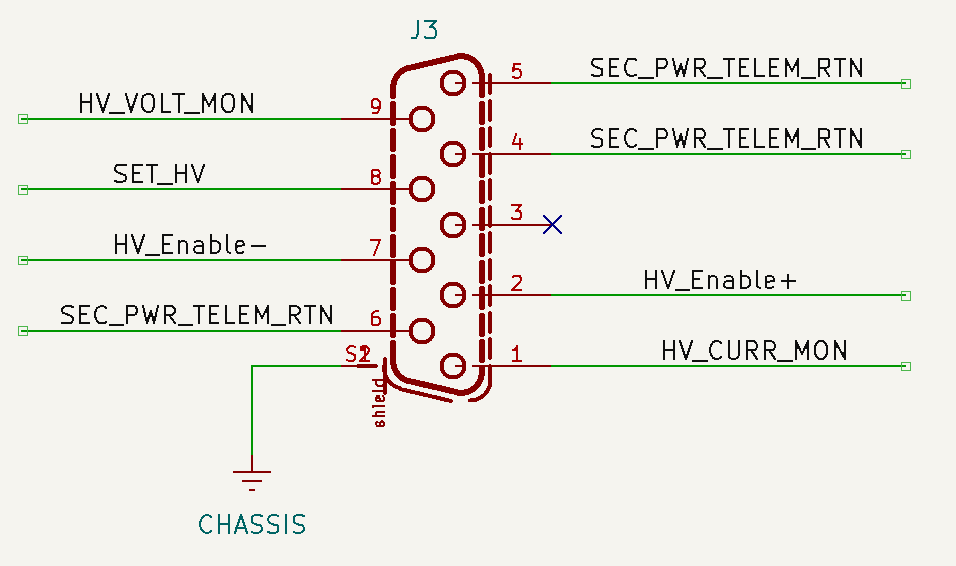 J3
5
SEC_PWR_TELEM_RTN
HV_VOLT_MON
9
4
SEC_PWR_TELEM_RTN
SET_HV
8
3
HV_Enable-
7
2
HV_Enable+
SEC_PWR_TELEM_RTN
6
1
HV_CURR_MON
shield
CHASSIS